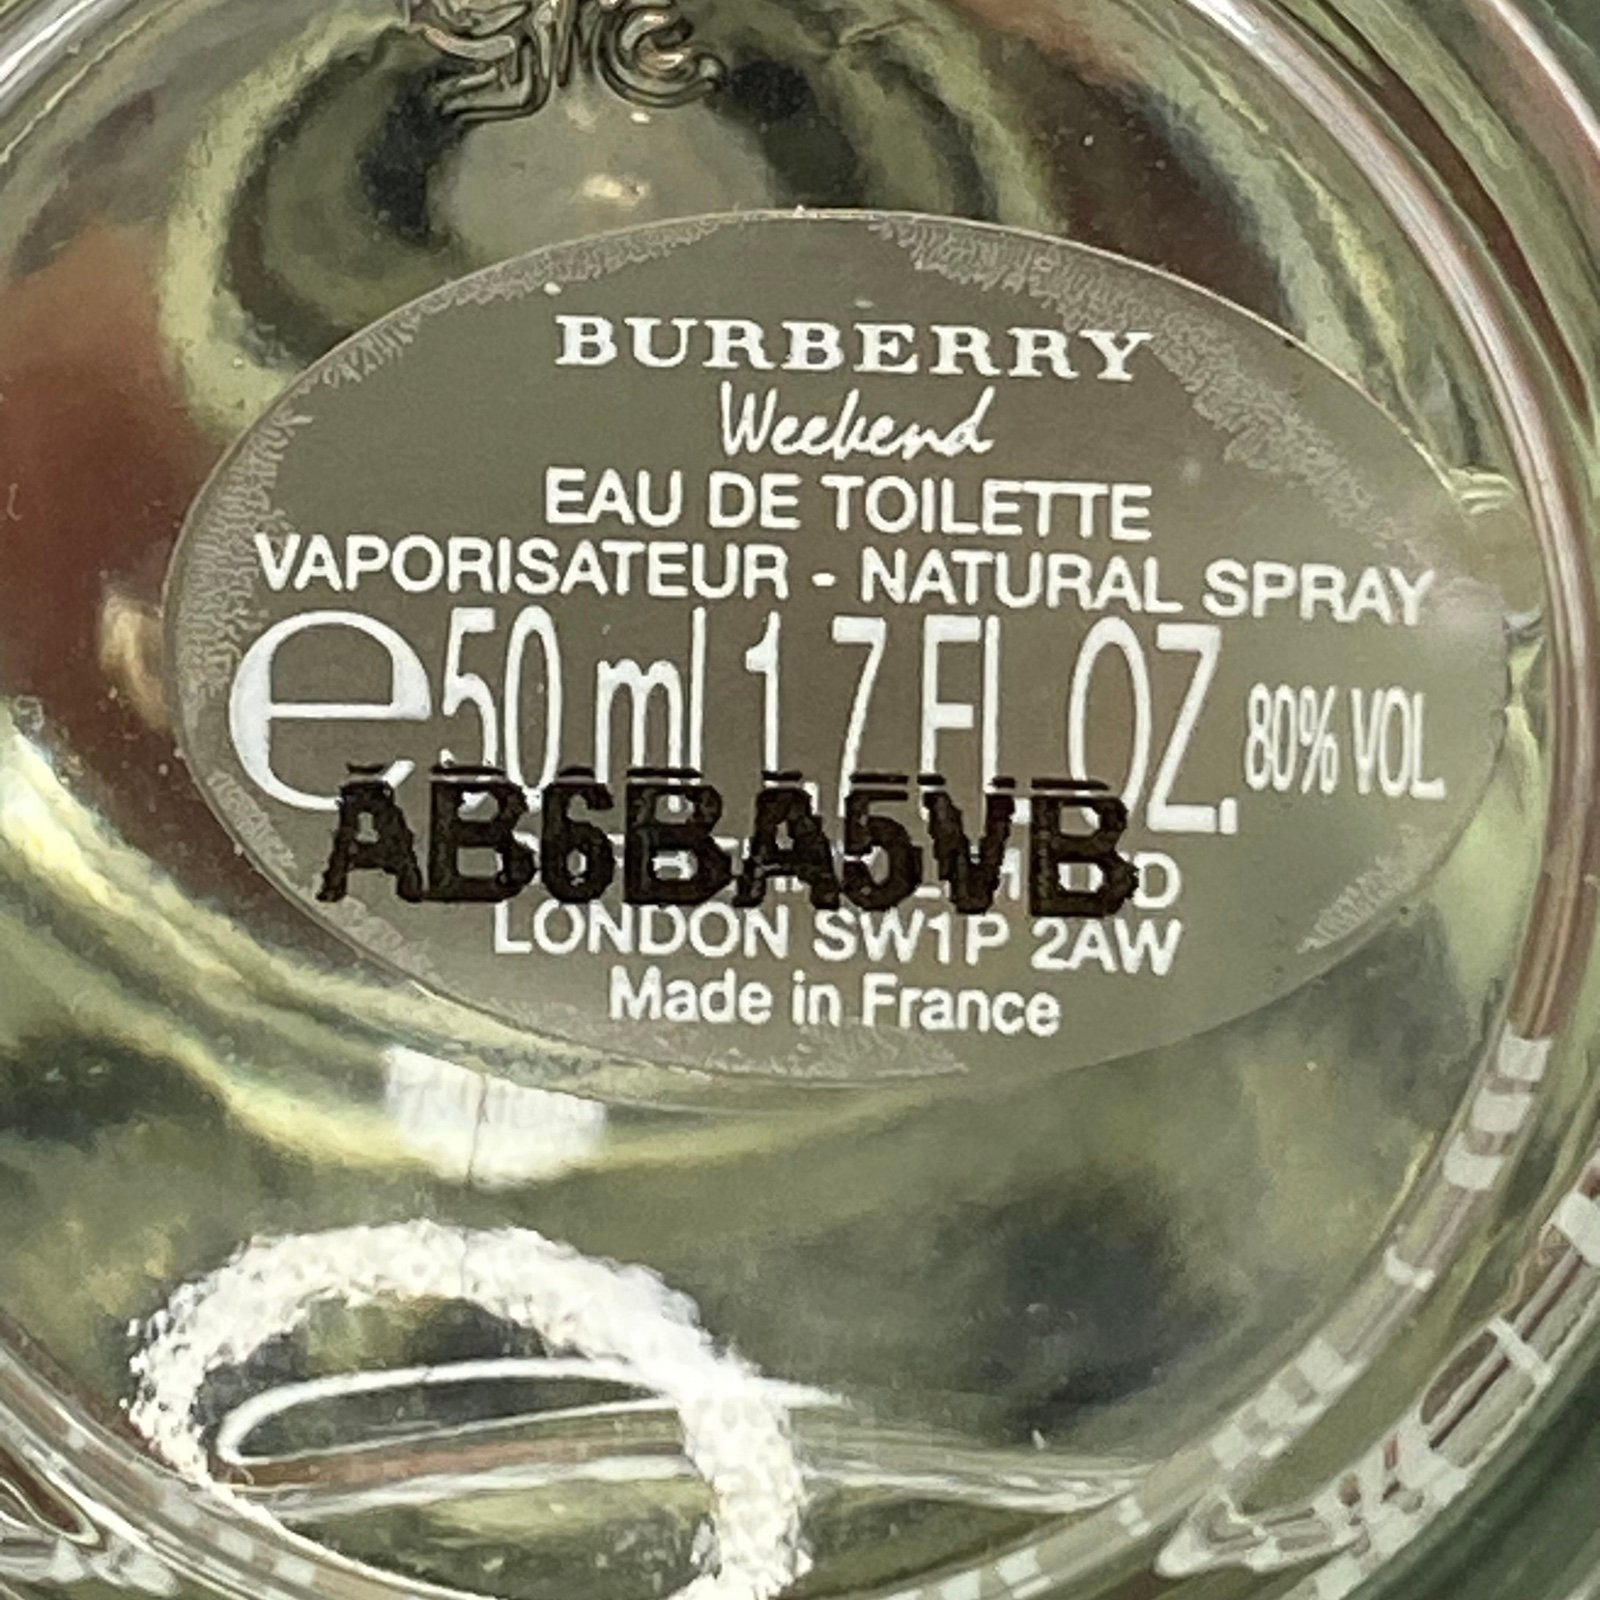 BURBERRY
Weekend
EAU DE TOILETTE
VAPORISATEUR - NATURAL SPRAY
e 50 ml 1.7 FL. OZ. 80% VOL.
AB6BA5VB
LONDON SW1P 2AW
Made in France